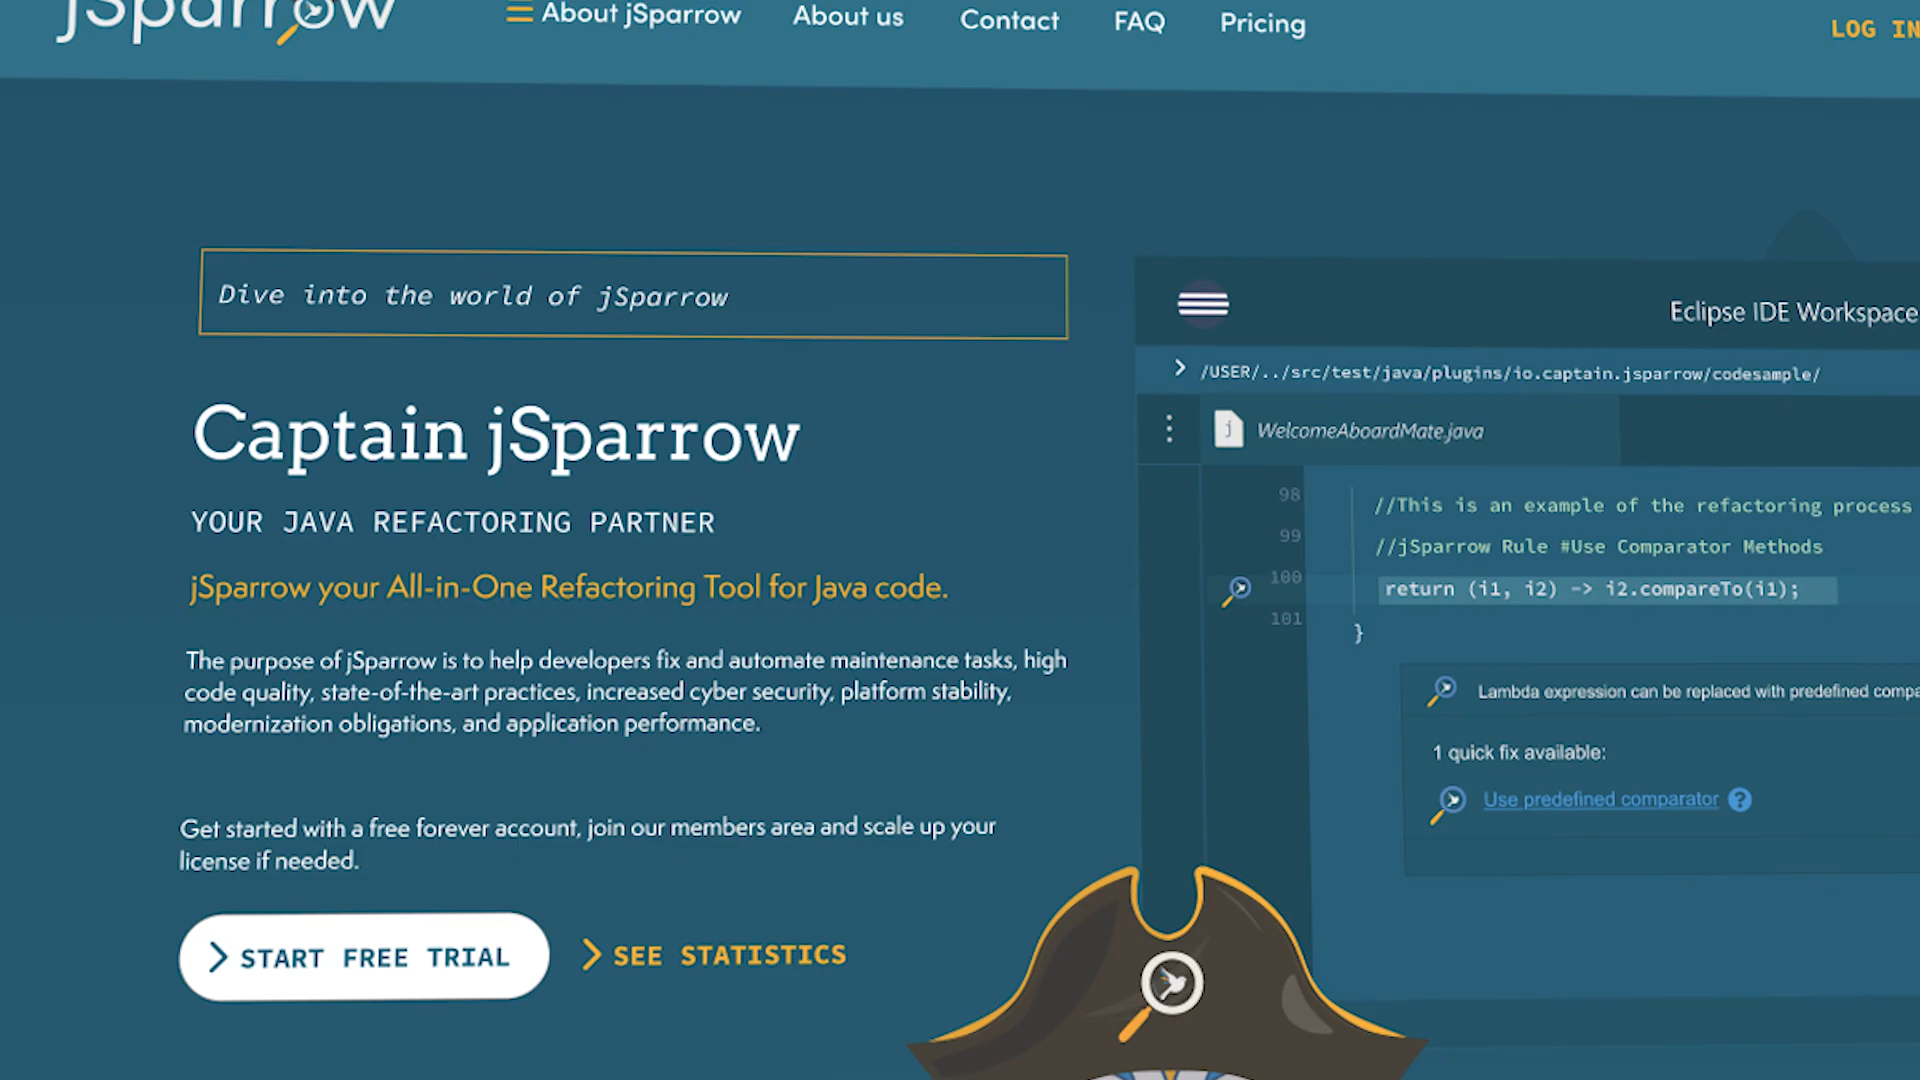 jSparrow
About jSparrow
About us
Contact
FAQ
Pricing
LOG IN
Dive into the world of jSparrow
Captain jSparrow
YOUR JAVA REFACTORING PARTNER
jSparrow your All-in-One Refactoring Tool for Java code.
The purpose of jSparrow is to help developers fix and automate maintenance tasks, high
code quality, state-of-the-art practices, increased cyber security, platform stability,
modernization obligations, and application performance.
Get started with a free forever account, join our members area and scale up your
license if needed.
START FREE TRIAL
SEE STATISTICS
Eclipse IDE Workspace
/USER/../src/test/java/plugins/io.captain.jsparrow/codesample/
j
WelcomeAboardMate.java
98 //This is an example of the refactoring process
99 //jSparrow Rule #Use Comparator Methods
100 return (i1, i2) -> i2.compareTo(i1);
101 }
Lambda expression can be replaced with predefined compa
1 quick fix available:
Use predefined comparator ?